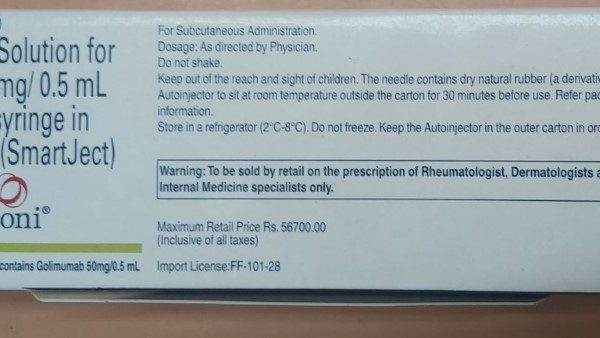 Solution for
mg/ 0.5 mL
syringe in
(SmartJect)
oni®
contains Golimumab 50mg/0.5 mL
For Subcutaneous Administration.
Dosage: As directed by Physician.
Do not shake.
Keep out of the reach and sight of children. The needle contains dry natural rubber (a derivativ
Autoinjector to sit at room temperature outside the carton for 30 minutes before use. Refer pac
information.
Store in a refrigerator (2°C-8°C). Do not freeze. Keep the Autoinjector in the outer carton in ord
Warning: To be sold by retail on the prescription of Rheumatologist, Dermatologists a
Internal Medicine specialists only.
Maximum Retail Price Rs. 56700.00
(Inclusive of all taxes)
Import License:FF-101-28